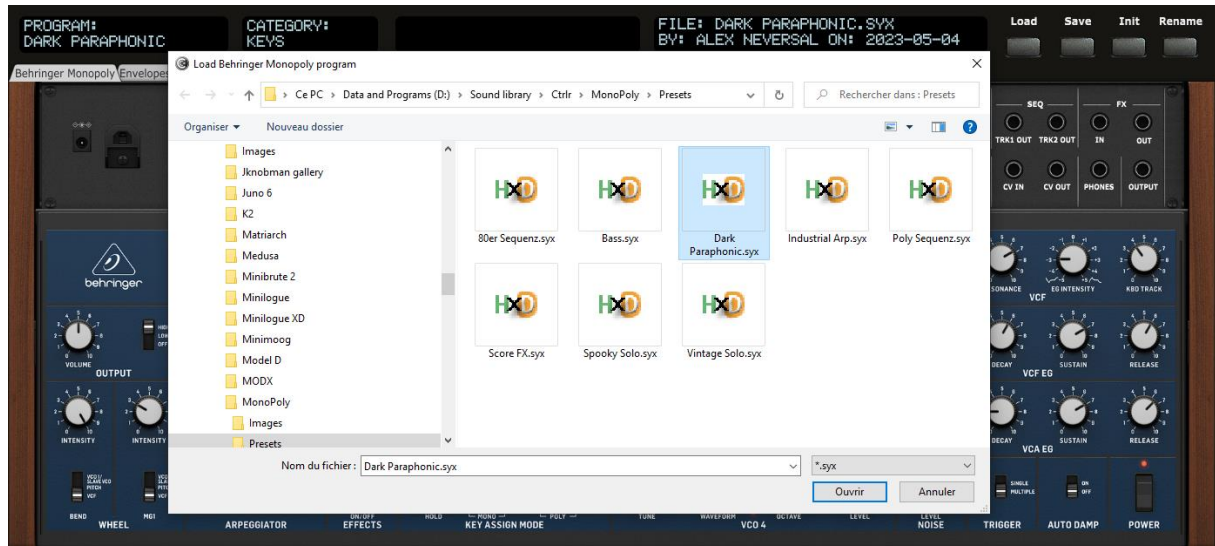 PROGRAM:
DARK PARAPHONIC
CATEGORY:
KEYS
FILE: DARK PARAPHONIC.SYX
BY: ALEX NEVERSAL ON: 2023-05-04
Load Save Init Rename
Behringer Monopoly Envelopes
Load Behringer Monopoly program
Ce PC > Data and Programs (D:) > Sound library > Ctrlr > MonoPoly > Presets
Rechercher dans : Presets
Organiser
Nouveau dossier
Images
Jknobman gallery
Juno 6
K2
Matriarch
Medusa
Minibrute 2
Minilogue
Minilogue XD
Minimoog
Model D
MODX
MonoPoly
Images
Presets
HxD HxD HxD HxD HxD
80er Sequenz.syx
Bass.syx
Dark
Paraphonic.syx
Industrial Arp.syx
Poly Sequenz.syx
HxD HxD HxD
Score FX.syx
Spooky Solo.syx
Vintage Solo.syx
Nom du fichier : Dark Paraphonic.syx
*.syx
Ouvrir Annuler
SEQ FX
TRK1 OUT TRK2 OUT IN OUT
CV IN CV OUT PHONES OUTPUT
behringer
VOLUME
OUTPUT
INTENSITY INTENSITY
BEND MG1
WHEEL
ARPEGGIATOR
ON/OFF
EFFECTS
HOLD
MONO POLY
KEY ASSIGN MODE
TUNE WAVEFORM OCTAVE LEVEL
VCO 4
LEVEL
NOISE
SONANCE EG INTENSITY KBD TRACK
VCF
DECAY SUSTAIN RELEASE
VCF EG
DECAY SUSTAIN RELEASE
VCA EG
SINGLE
MULTIPLE
ON
OFF
TRIGGER AUTO DAMP POWER